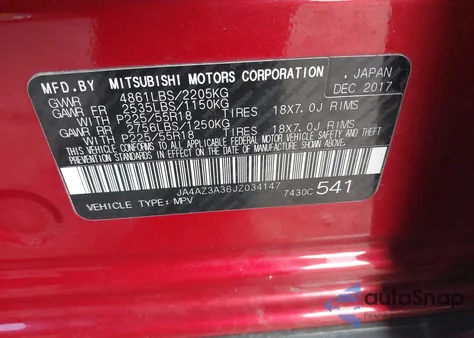 MFD.BY MITSUBISHI MOTORS CORPORATION , JAPAN
GVWR 4861LBS/2205KG DEC 2017
GAWR FR 2535LBS/1150KG
WITH P225/55R18 TIRES 18X7.0J RIMS
GAWR RR 2756LBS/1250KG
WITH P225/55R18 TIRES 18X7.0J RIMS
THIS VEHICLE CONFORMS TO ALL APPLICABLE FEDERAL MOTOR VEHICLE SAFETY AND
THEFT PREVENTION STANDARDS IN EFFECT ON THE DATE OF MANUFACTURE SHOWN ABOVE.
JA4AZ3A36JZ034147
VEHICLE TYPE: MPV 7430C 541
autoSnap